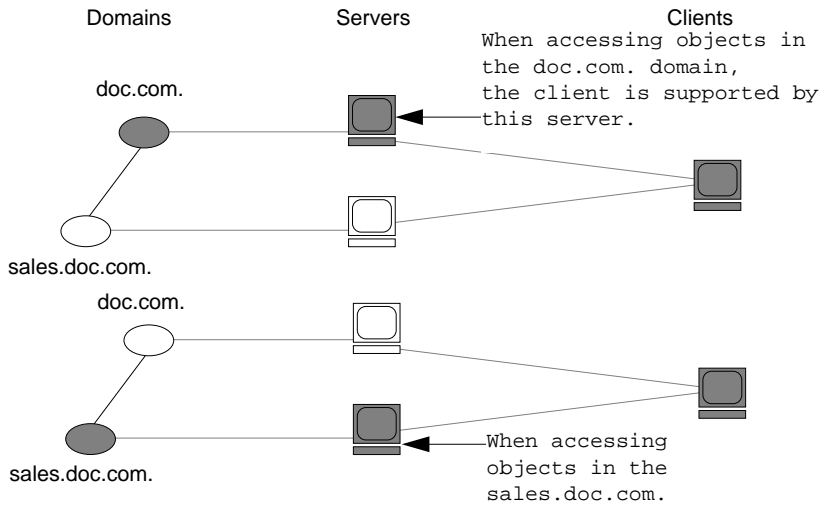 Domains Servers Clients
When accessing objects in
the doc.com. domain,
the client is supported by
this server.
doc.com.
sales.doc.com.
doc.com.
sales.doc.com.
When accessing
objects in the
sales.doc.com.